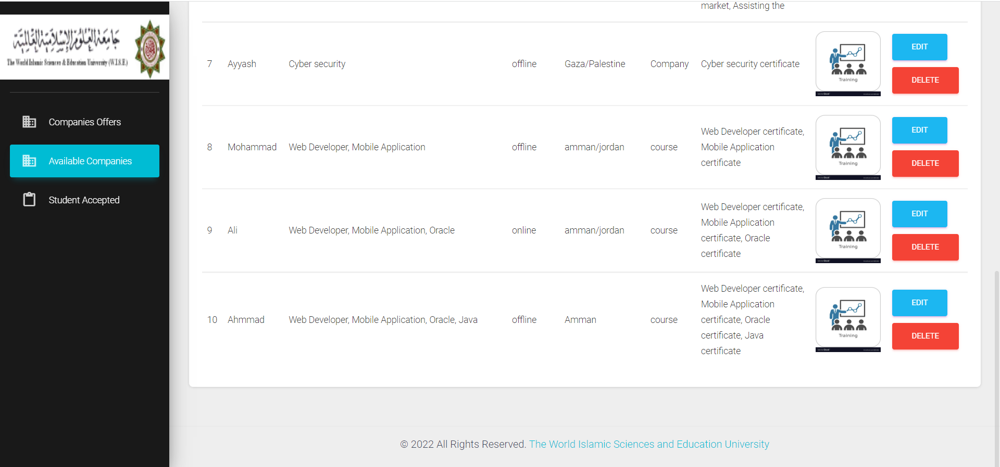 جامعة العلوم الإسلامية العالمية
The World Islamic Sciences & Education University (W.I.S.E.)
Companies Offers
Available Companies
Student Accepted
market, Assisting the
7 Ayyash Cyber security offline Gaza/Palestine Company Cyber security certificate
Training
EDIT
DELETE
8 Mohammad Web Developer, Mobile Application offline amman/jordan course Web Developer certificate,
Mobile Application
certificate
Training
EDIT
DELETE
9 Ali Web Developer, Mobile Application, Oracle online amman/jordan course Web Developer certificate,
Mobile Application
certificate, Oracle
certificate
Training
EDIT
DELETE
10 Ahmmad Web Developer, Mobile Application, Oracle, Java offline Amman course Web Developer certificate,
Mobile Application
certificate, Oracle
certificate, Java
certificate
Training
EDIT
DELETE
© 2022 All Rights Reserved. The World Islamic Sciences and Education University